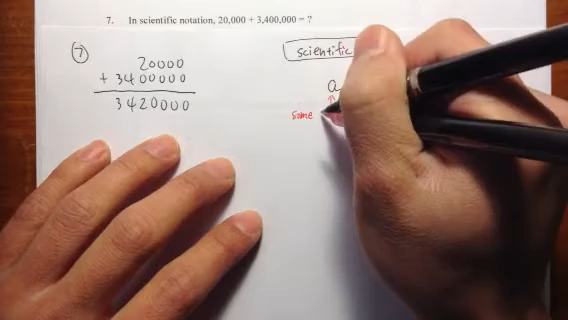 7. In scientific notation, 20,000 + 3,400,000 = ?
7
20000
+ 3400000
3420000
scientific
a
some